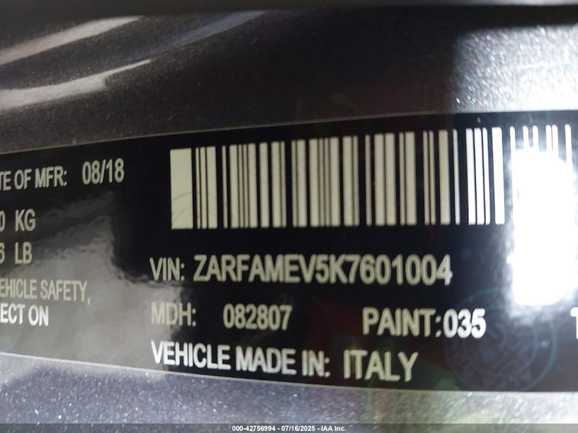 TE OF MFR: 08/18
0 KG
6 LB
VIN: ZARFAMEV5K7601004
EHICLE SAFETY,
MDH: 082807 PAINT:035
ECT ON
VEHICLE MADE IN: ITALY
000-42756994 - 07/16/2025 - IAA Inc.